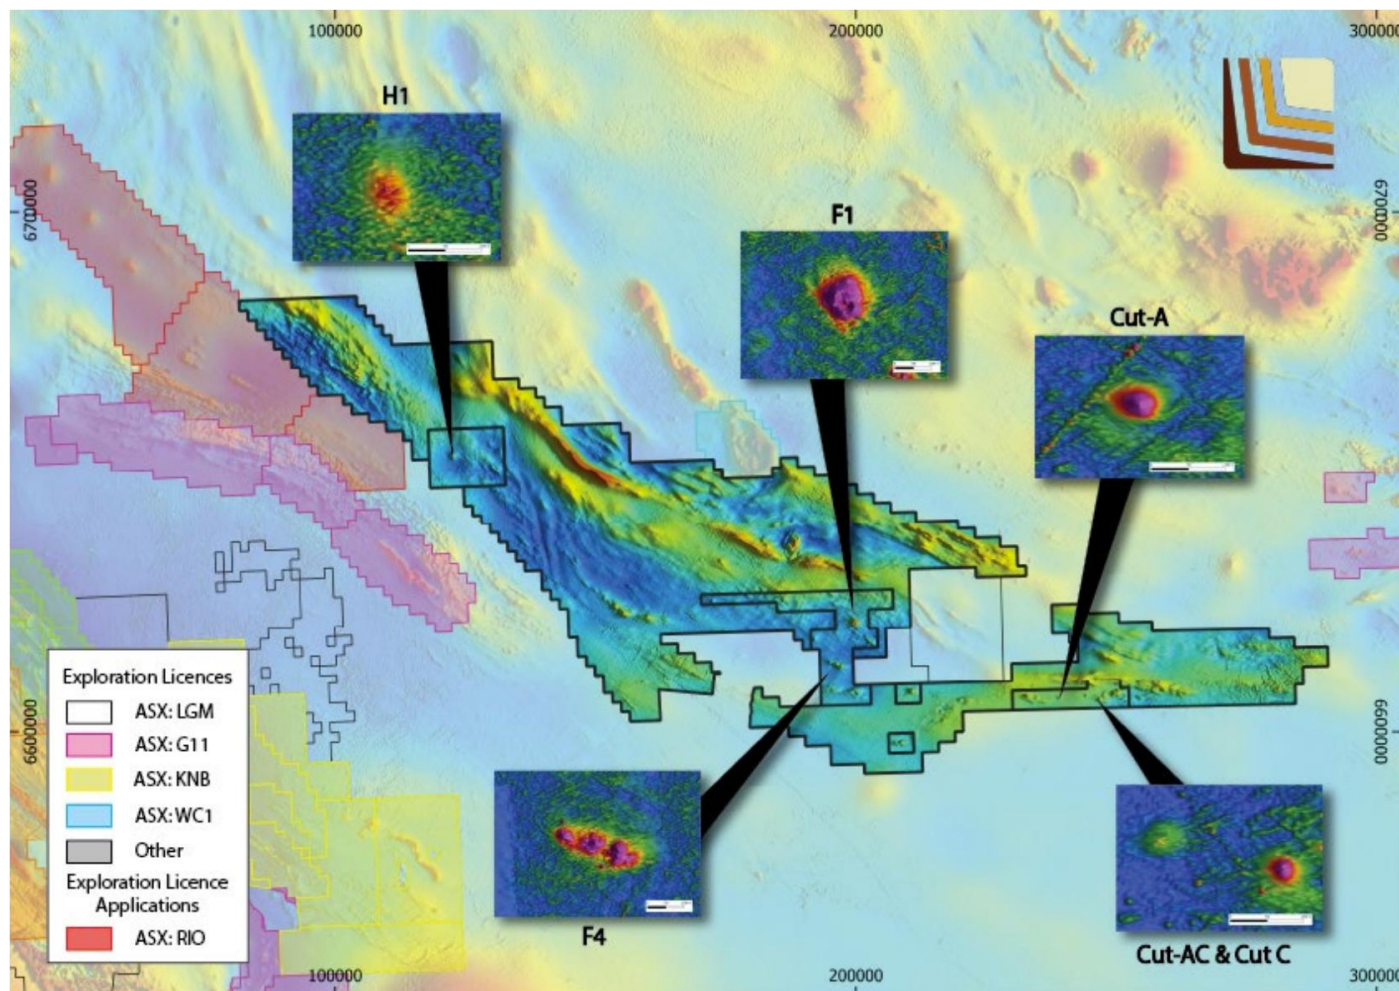 100000
200000
300000
H1
6700000
6700000
F1
Cut-A
Exploration Licences
ASX: LGM
ASX: G11
ASX: KNB
ASX: WC1
Other
Exploration Licence
Applications
ASX: RIO
6600000
6600000
F4
Cut-AC & Cut C
100000
200000
300000